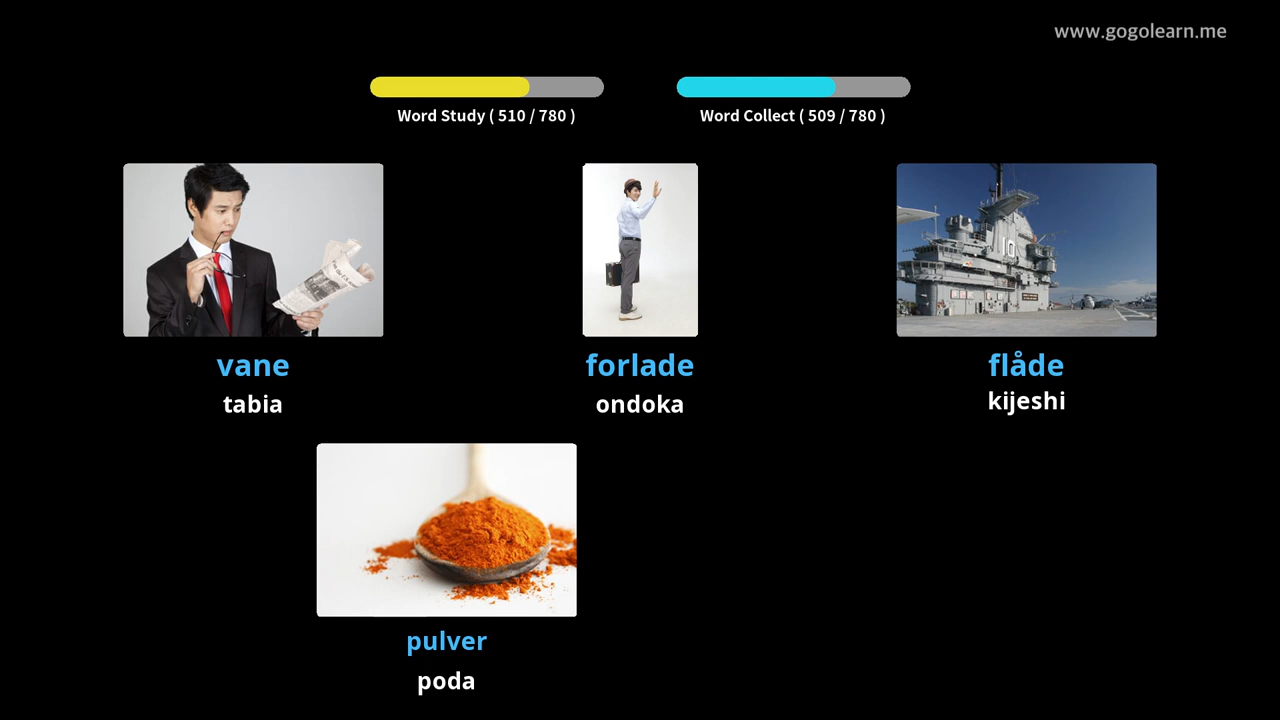 www.gogolearn.me
Word Study ( 510 / 780 )
Word Collect ( 509 / 780 )
16
vane
tabia
forlade
ondoka
flåde
kijeshi
pulver
poda